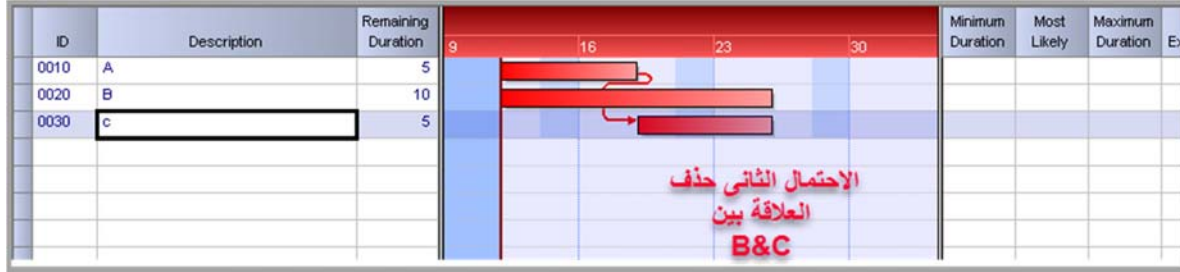 ID Description Remaining Duration 9 16 23 30 Minimum Duration Most Likely Maximum Duration
0010 A 5
0020 B 10
0030 c 5
الاحتمال الثانى حذف
العلاقة بين
B&C